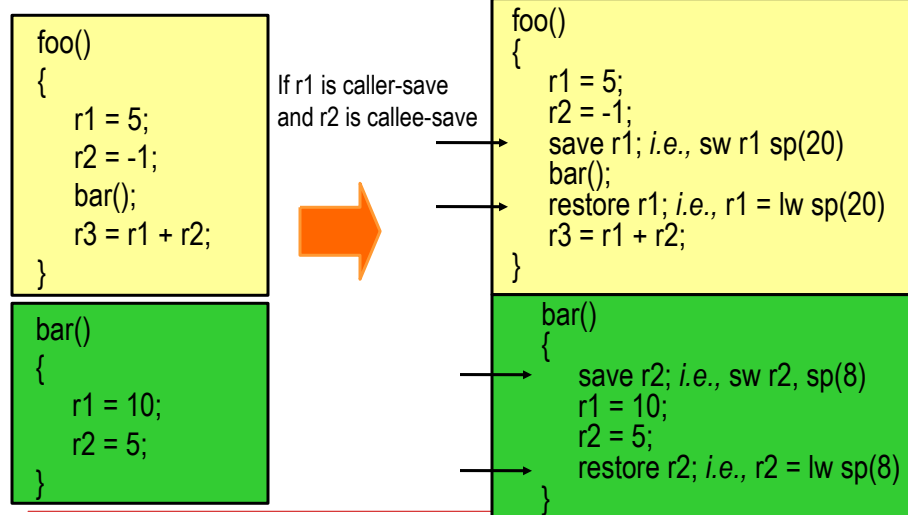 foo()
{
r1 = 5;
r2 = -1;
bar();
r3 = r1 + r2;
}
bar()
{
r1 = 10;
r2 = 5;
}
If r1 is caller-save
and r2 is callee-save
foo()
{
r1 = 5;
r2 = -1;
save r1; i.e., sw r1 sp(20)
bar();
restore r1; i.e., r1 = lw sp(20)
r3 = r1 + r2;
}
bar()
{
save r2; i.e., sw r2, sp(8)
r1 = 10;
r2 = 5;
restore r2; i.e., r2 = lw sp(8)
}